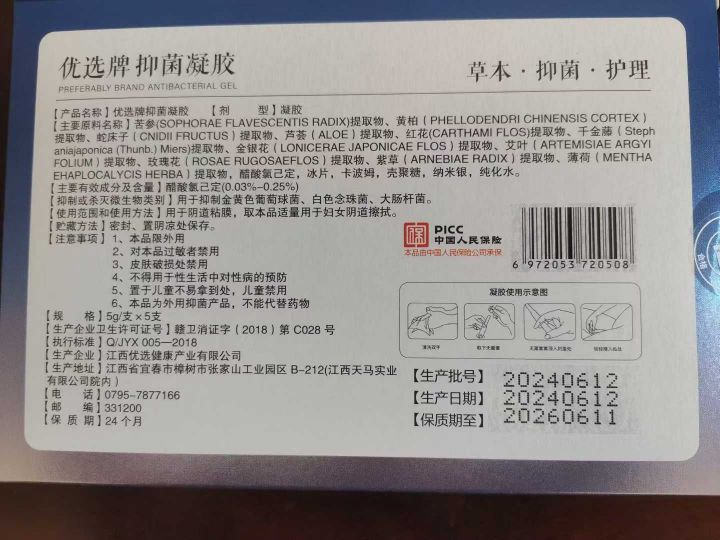 优选牌抑菌凝胶
PREFERABLY BRAND ANTIBACTERIAL GEL
草本·抑菌·护理
【产品名称】优选牌抑菌凝胶 【剂 型】凝胶
【主要原料名称】苦参(SOPHORAE FLAVESCENTIS RADIX)提取物、黄柏(PHELLODENDRI CHINENSIS CORTEX)
提取物、蛇床子(CNIDII FRUCTUS)提取物、芦荟(ALOE)提取物、红花(CARTHAMI FLOS)提取物、千金藤(Steph
aniajaponica (Thunb.) Miers)提取物、金银花(LONICERAE JAPONICAE FLOS)提取物、艾叶(ARTEMISIAE ARGYI
FOLIUM)提取物、玫瑰花(ROSAE RUGOSAEFLOS)提取物、紫草(ARNEBIAE RADIX)提取物、薄荷(MENTHA
EHAPLOCALYCIS HERBA)提取物，醋酸氯己定，冰片，卡波姆，壳聚糖，纳米银，纯化水。
【主要有效成分及含量】醋酸氯己定(0.03%-0.25%)
【抑制或杀灭微生物类别】用于抑制金黄色葡萄球菌、白色念珠菌、大肠杆菌。
【使用范围和使用方法】用于阴道粘膜，取本品适量用于妇女阴道擦拭。
【贮藏方法】密封、置阴凉处保存。
【注意事项】1、本品限外用
2、对本品过敏者禁用
3、皮肤破损处禁用
4、不得用于性生活中对性病的预防
5、置于儿童不易拿到处，儿童禁用
6、本品为外用抑菌产品，不能代替药物
【规 格】5g/支×5支
【生产企业卫生许可证号】赣卫消证字（2018）第C028号
【执行标准】Q/JYX 005—2018
【生产企业】江西优选健康产业有限公司
【生产地址】江西省宜春市樟树市张家山工业园区B-212(江西天马实业
有限公司院内)
【电 话】0795-7877166
【邮 编】331200
【保 质 期】24个月
保
PICC
中国人民保险
本品由中国人民保险公司承保
6 972053 720508
凝胶使用示意图
清洗双手
【生产批号】20240612
【生产日期】20240612
【保质期至】20260611